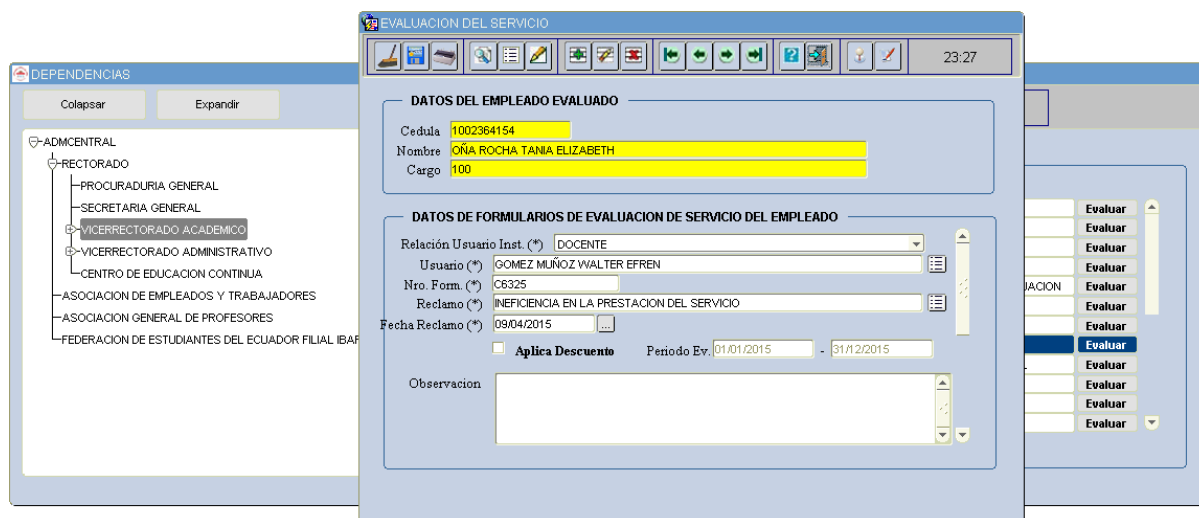 EVALUACION DEL SERVICIO
23:27
DEPENDENCIAS
Colapsar Expandir
ADMCENTRAL
RECTORADO
PROCURADURIA GENERAL
SECRETARIA GENERAL
VICERRECTORADO ACADEMICO
VICERRECTORADO ADMINISTRATIVO
CENTRO DE EDUCACION CONTINUA
ASOCIACION DE EMPLEADOS Y TRABAJADORES
ASOCIACION GENERAL DE PROFESORES
FEDERACION DE ESTUDIANTES DEL ECUADOR FILIAL IBAR
DATOS DEL EMPLEADO EVALUADO
Cedula 1002364154
Nombre OÑA ROCHA TANIA ELIZABETH
Cargo 100
DATOS DE FORMULARIOS DE EVALUACION DE SERVICIO DEL EMPLEADO
Relación Usuario Inst. (*) DOCENTE
Usuario (*) GOMEZ MUÑOZ WALTER EFREN
Nro. Form. (*) C6325
Reclamo (*) INEFICIENCIA EN LA PRESTACION DEL SERVICIO
Fecha Reclamo (*) 09/04/2015 ...
Aplica Descuento Periodo Ev. 01/01/2015 - 31/12/2015
Observacion
Evaluar
Evaluar
Evaluar
Evaluar
JACION Evaluar
Evaluar
Evaluar
Evaluar
Evaluar
Evaluar
Evaluar
Evaluar